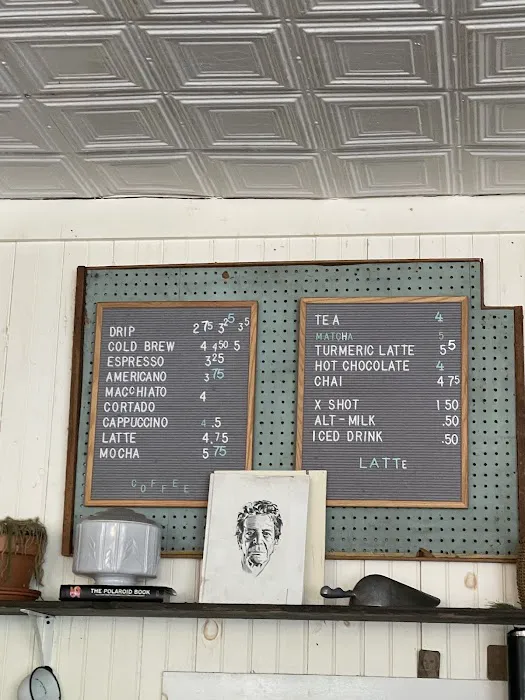 DRIP 2 75 3 25 3 5
COLD BREW 4 4 50 5
ESPRESSO 3 25
AMERICANO 3 75
MACCHIATO 4
CORTADO
CAPPUCCINO 4 .5
LATTE 4.75
MOCHA 5 75
COFFEE
TEA 4
MATCHA 5
TURMERIC LATTE 5 5
HOT CHOCOLATE 4
CHAI 4 75
X SHOT 1 50
ALT-MILK .50
ICED DRINK .50
LATTE
THE POLAROID BOOK